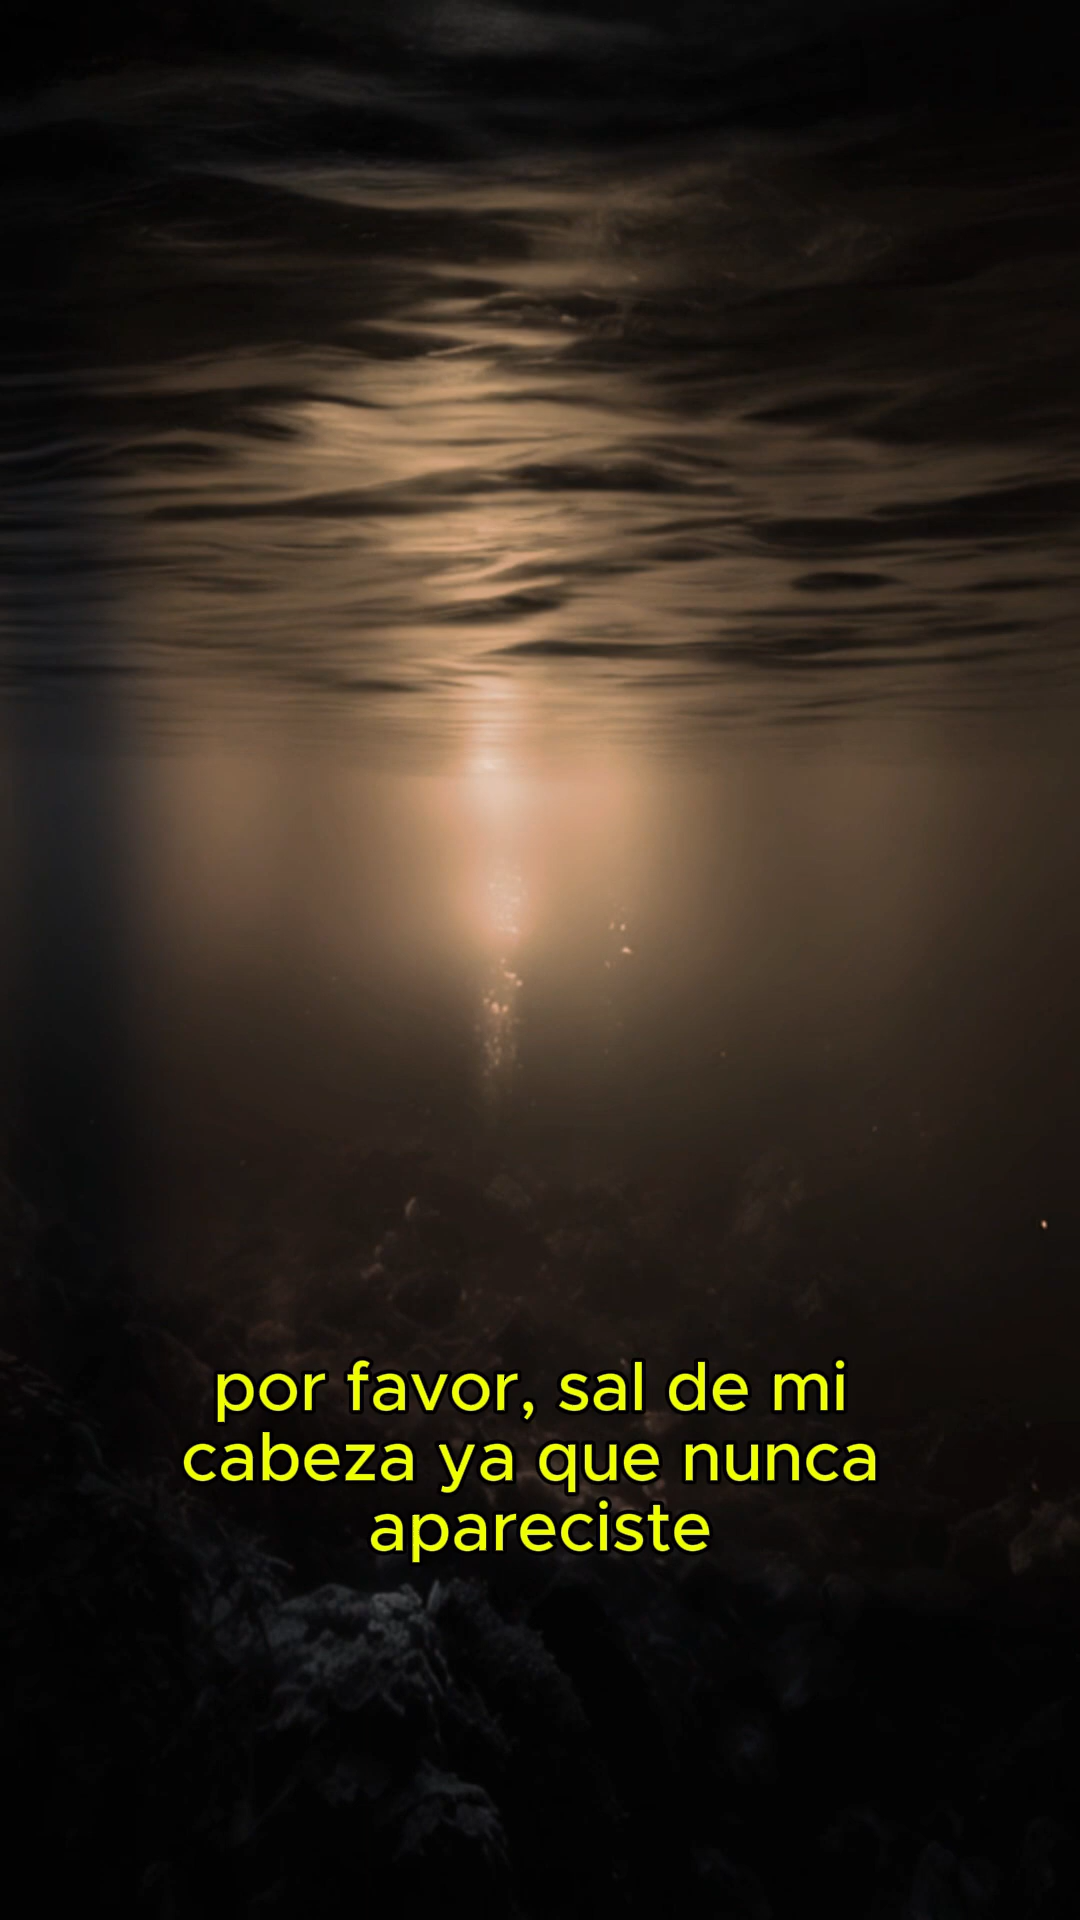 por favor, sal de mi
cabeza ya que nunca
apareciste